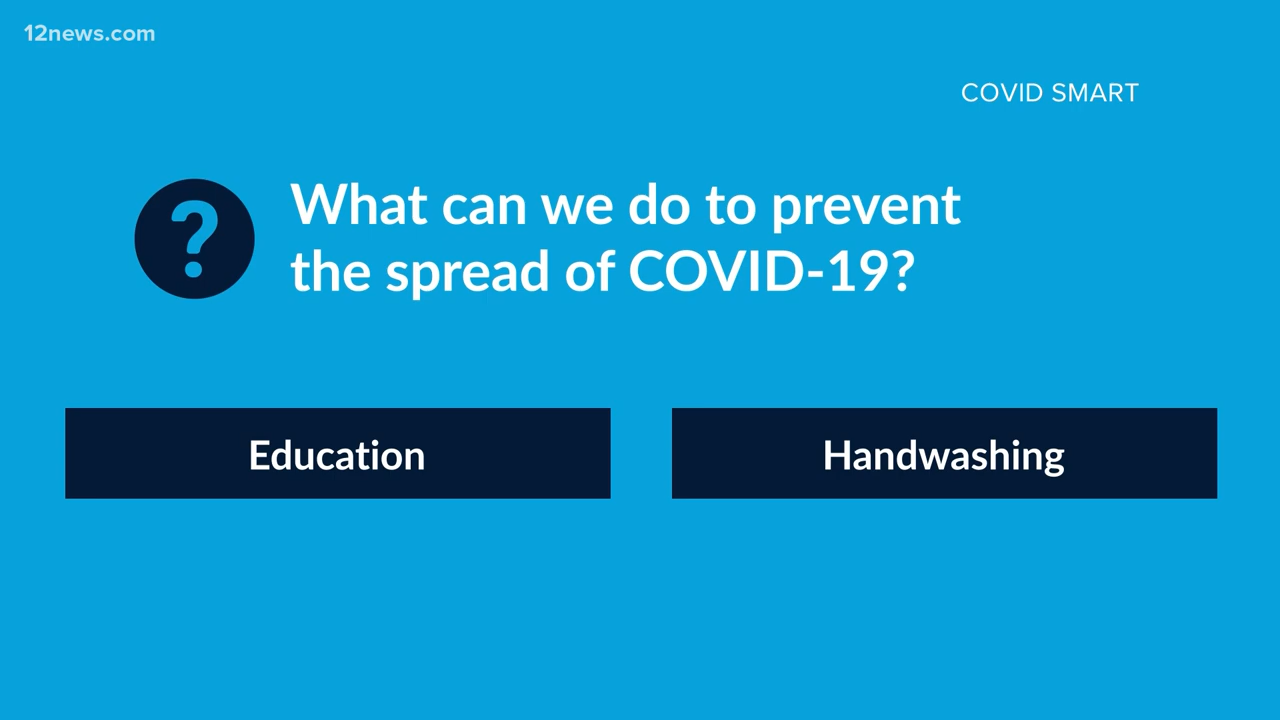 12news.com
COVID SMART
?
What can we do to prevent
the spread of COVID-19?
Education
Handwashing